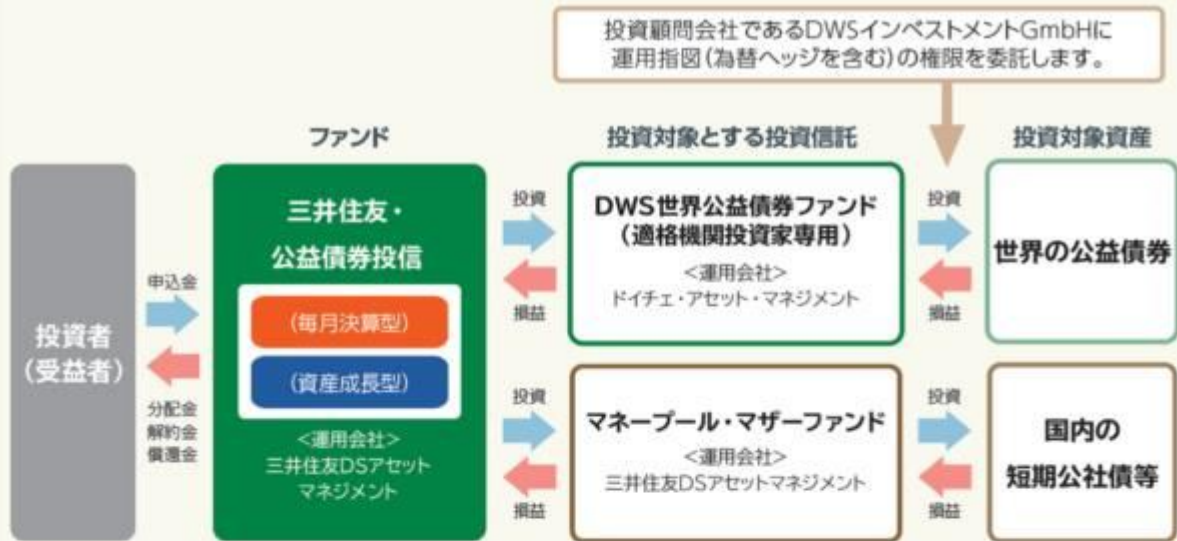 投資顧問会社であるDWSインベストメントGmbHに
運用指図(為替ヘッジを含む)の権限を委託します。
ファンド
投資対象とする投資信託
投資対象資産
投資者
(受益者)
申込金
分配金
解約金
償還金
三井住友・
公益債券投信
(毎月決算型)
(資産成長型)
<運用会社>
三井住友DSアセット
マネジメント
投資
損益
DWS世界公益債券ファンド
(適格機関投資家専用)
<運用会社>
ドイチェ・アセット・マネジメント
投資
損益
世界の公益債券
投資
損益
マネープール・マザーファンド
<運用会社>
三井住友DSアセットマネジメント
投資
損益
国内の
短期公社債等